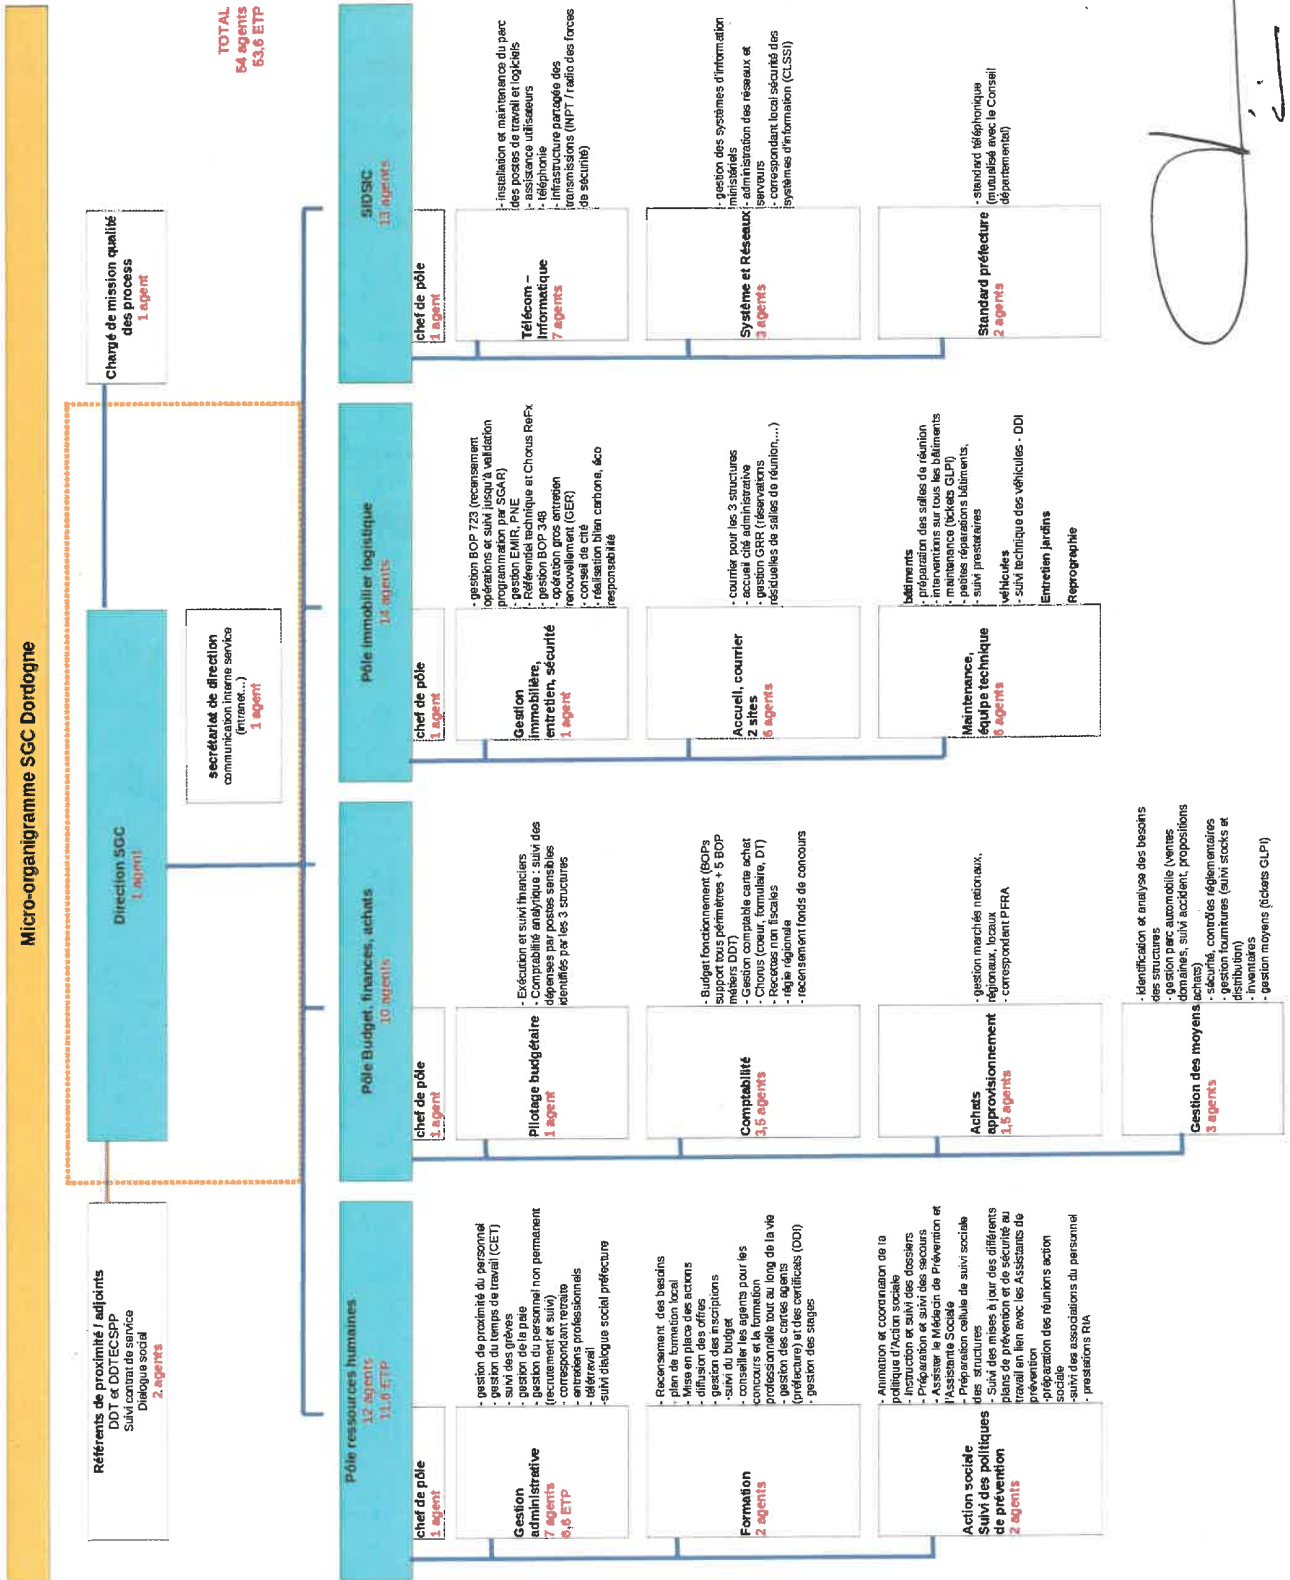 Micro-organigramme SGC Dordogne
TOTAL
54 agents
53,6 ETP
Référents de proximité / adjoints
DDT et DDTECSPP
Suivi contrat de service
Dialogue social
2 agents
Direction SGC
1 agent
Chargé de mission qualité
des process
1 agent
secrétariat de direction
communication interne service
(intranet...)
1 agent
Pôle ressources humaines
12 agents
11,6 ETP
chef de pôle
1 agent
Gestion
administrative
7 agents
6,6 ETP
- gestion de proximité du personnel
- gestion du temps de travail (CET)
- suivi des grèves
- gestion de la paie
- gestion du personnel non permanent
(recrutement et suivi)
- correspondant retraite
- entretiens professionnels
- télétravail
-suivi dialogue social préfecture
Formation
2 agents
- Recensement des besoins
- plan de formation local
- Mise en place des actions
- diffusion des offres
- gestion des inscriptions
-suivi du budget
- conseiller les agents pour les
concours et la formation
professionnelle tout au long de la vie
- gestion des cartes agents
(préfecture) et des certificats (DDI)
- gestion des stages
Action sociale
Suivi des politiques
de prévention
2 agents
- Animation et coordination de la
politique d'Action sociale
- Instruction et suivi des dossiers
- Préparation et suivi des secours
- Assister le Médecin de Prévention et
l'Assistante Sociale
- Préparation cellule de suivi sociale
des structures
- Suivi des mises à jour des différents
plans de prévention et de sécurité au
travail en lien avec les Assistants de
prévention
-préparation des réunions action
sociale
-suivi des associations du personnel
- prestations RIA
Pôle Budget, finances, achats
10 agents
chef de pôle
1 agent
Pilotage budgétaire
1 agent
- Exécution et suivi financiers
- Comptabilité analytique : suivi des
dépenses par postes sensibles
identifiés par les 3 structures
Comptabilité
3,5 agents
- Budget fonctionnement (BOPs
support tous périmètres + 5 BOP
métiers DDT)
- Gestion comptable carte achat
- Chorus (coeur, formulaire, DT)
- Recettes non fiscales
- régie régionale
- recensement fonds de concours
Achats
approvisionnement
1,5 agents
- gestion marchés nationaux,
régionaux, locaux
- correspondant PFRA
Gestion des moyens
3 agents
- Identification et analyse des besoins
des structures
- gestion parc automobile (ventes
domaines, suivi accident, propositions
achats)
- sécurité, contrôles réglementaires
- gestion fournitures (suivi stocks et
distribution)
- inventaires
- gestion moyens (tickets GLPI)
Pôle immobilier logistique
14 agents
chef de pôle
1 agent
Gestion
immobilière,
entretien, sécurité
1 agent
- gestion BOP 723 (recensement
opérations et suivi jusqu'à validation
programmation par SGAR)
- gestion EMIR, PNE
- Référentiel technique et Chorus ReFx
- gestion BOP 348
- opération gros entretien
renouvellement (GER)
- conseil de cité
- réalisation bilan carbone, éco
responsabilité
Accueil, courrier
2 sites
6 agents
- courrier pour les 3 structures
- accueil cité administrative
- gestion GRR (réservations
résiduelles de salles de réunion,...)
Maintenance,
équipe technique
6 agents
bâtiments
- préparation des salles de réunion
- interventions sur tous les bâtiments
- maintenance (tickets GLPI)
- petites réparations bâtiments,
- suivi prestataires
véhicules
- suivi technique des véhicules - DDI
Entretien jardins
Reprographie
SIDSIC
13 agents
chef de pôle
1 agent
Télécom –
Informatique
7 agents
- installation et maintenance du parc
des postes de travail et logiciels
- assistance utilisateurs
- téléphonie
- infrastructure partagée des
transmissions (INPT / radio des forces
de sécurité)
Système et Réseaux
3 agents
- gestion des systèmes d'information
ministériels
- administration des réseaux et
serveurs
- correspondant local sécurité des
systèmes d'information (CLSSI)
Standard préfecture
2 agents
- standard téléphonique
(mutualisé avec le Conseil
départemental)